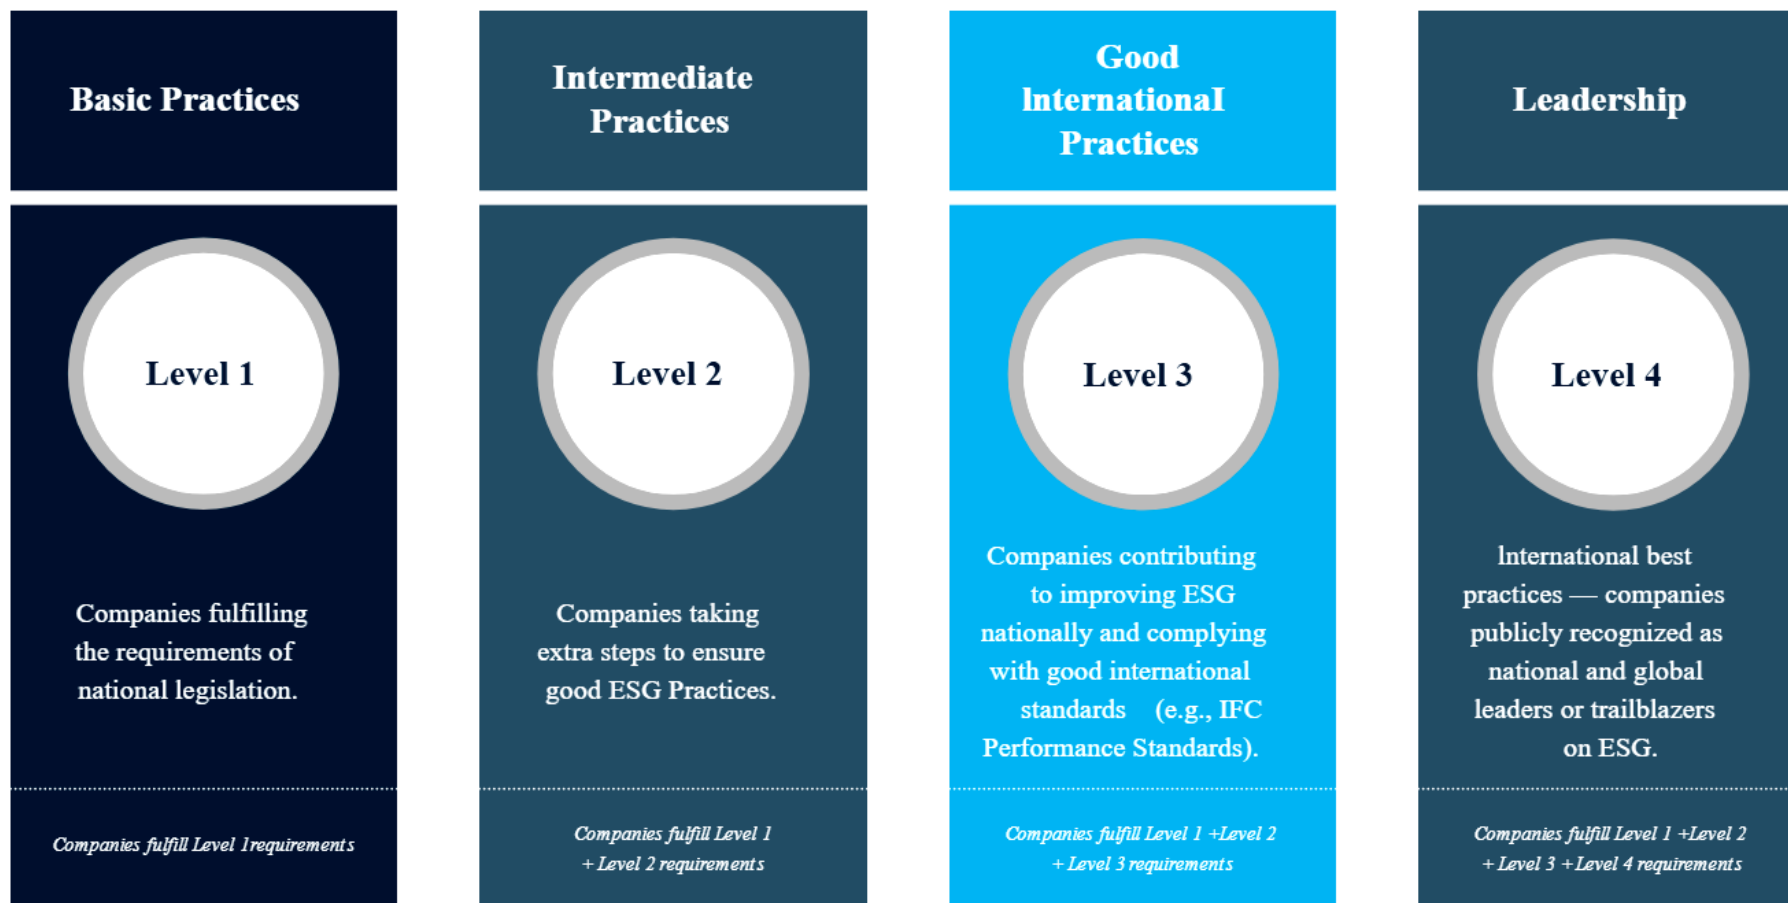 Basic Practices
Companies fulfilling
the requirements of
national legislation.
Companies fulfill Level 1requirements
Level 1
Intermediate
Practices
Level 2
Companies taking
extra steps to ensure
good ESG Practices.
Companies fulfill Level 1
+ Level 2 requirements
Good
lnternationaI
Practices
Level 3
Companies contributing
to improving ESG
nationally and complying
with good international
standards (e.g., IFC
Performance Standards).
Companies fulfill Level 1 +Level 2
+ Level 3 requirements
Leadership
Level 4
lnternational best
practices — companies
publicly recognized as
national and global
leaders or trailblazers
on ESG.
Companies fulfill Level 1 +Level 2
+ Level 3 +Level 4 requirements